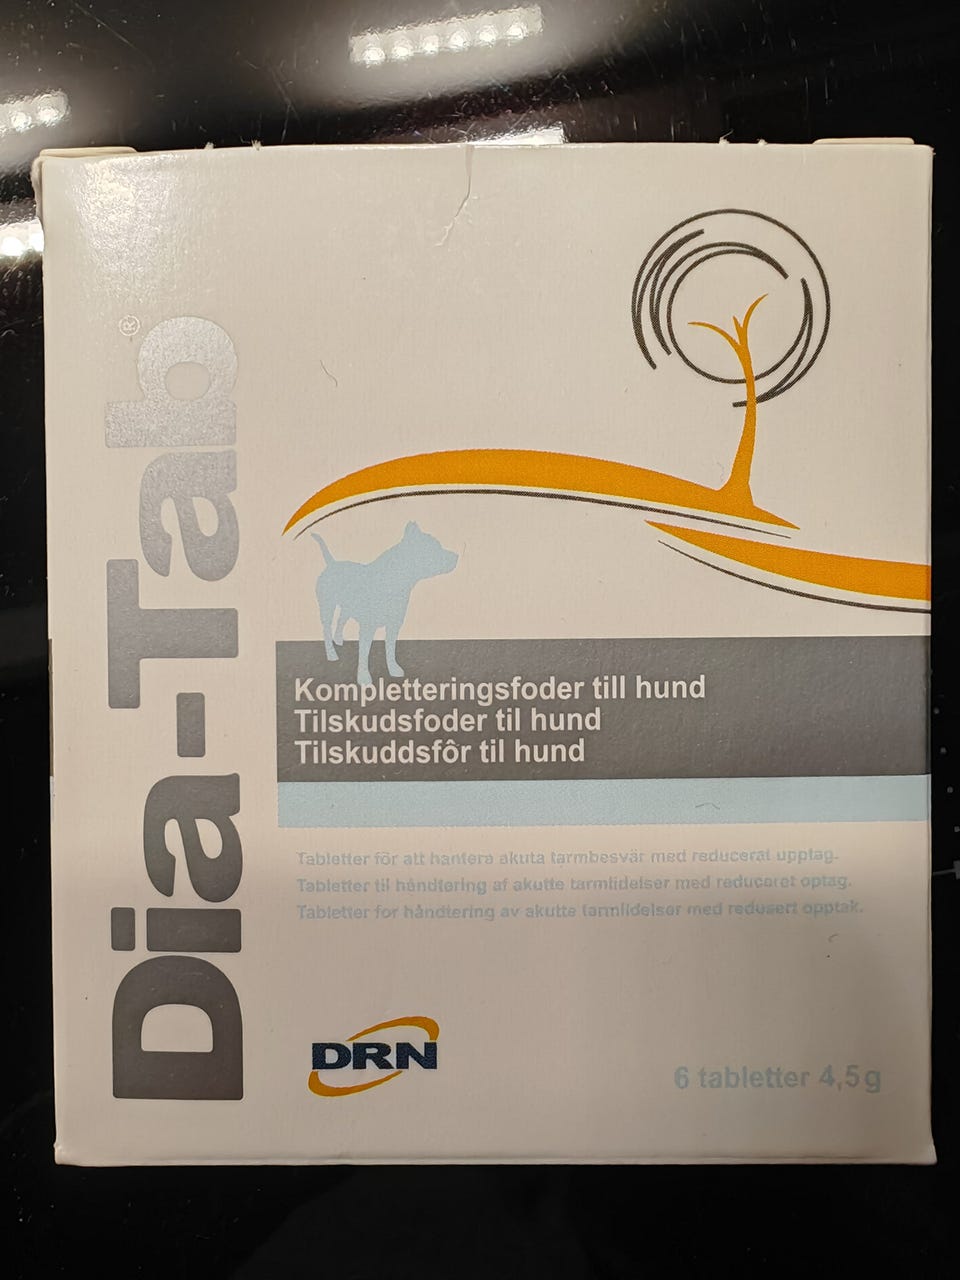 Dia-Tab®
Kompletteringsfoder till hund
Tilskudsfoder til hund
Tilskuddsfôr til hund
Tabletter för att hantera akuta tarmbesvär med reducerat upptag.
Tabletter til håndtering af akutte tarmlidelser med reduceret optag.
Tabletter for håndtering av akutte tarmlidelser med redusert opptak.
DRN
6 tabletter 4,5g